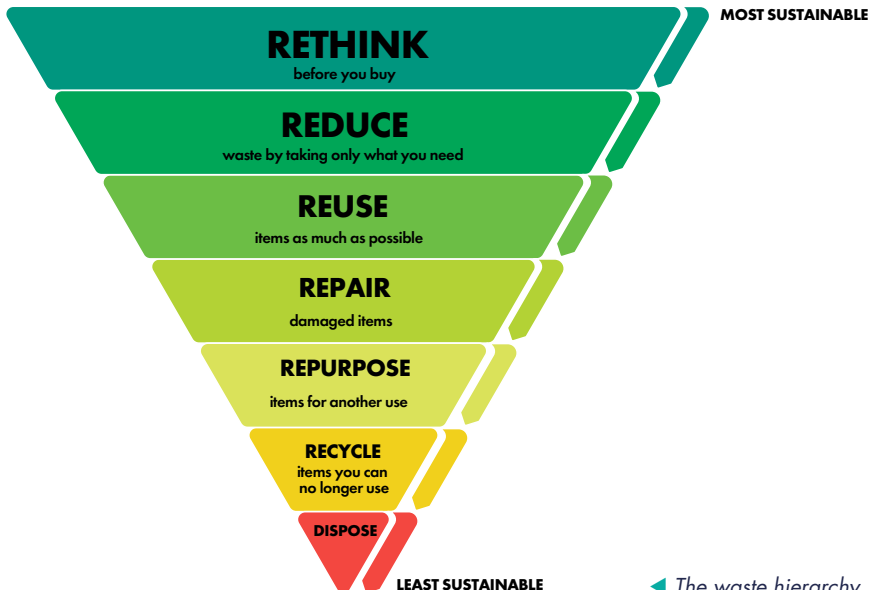 MOST SUSTAINABLE
RETHINK
before you buy
REDUCE
waste by taking only what you need
REUSE
items as much as possible
REPAIR
damaged items
REPURPOSE
items for another use
RECYCLE
items you can
no longer use
DISPOSE
LEAST SUSTAINABLE
The waste hierarchy